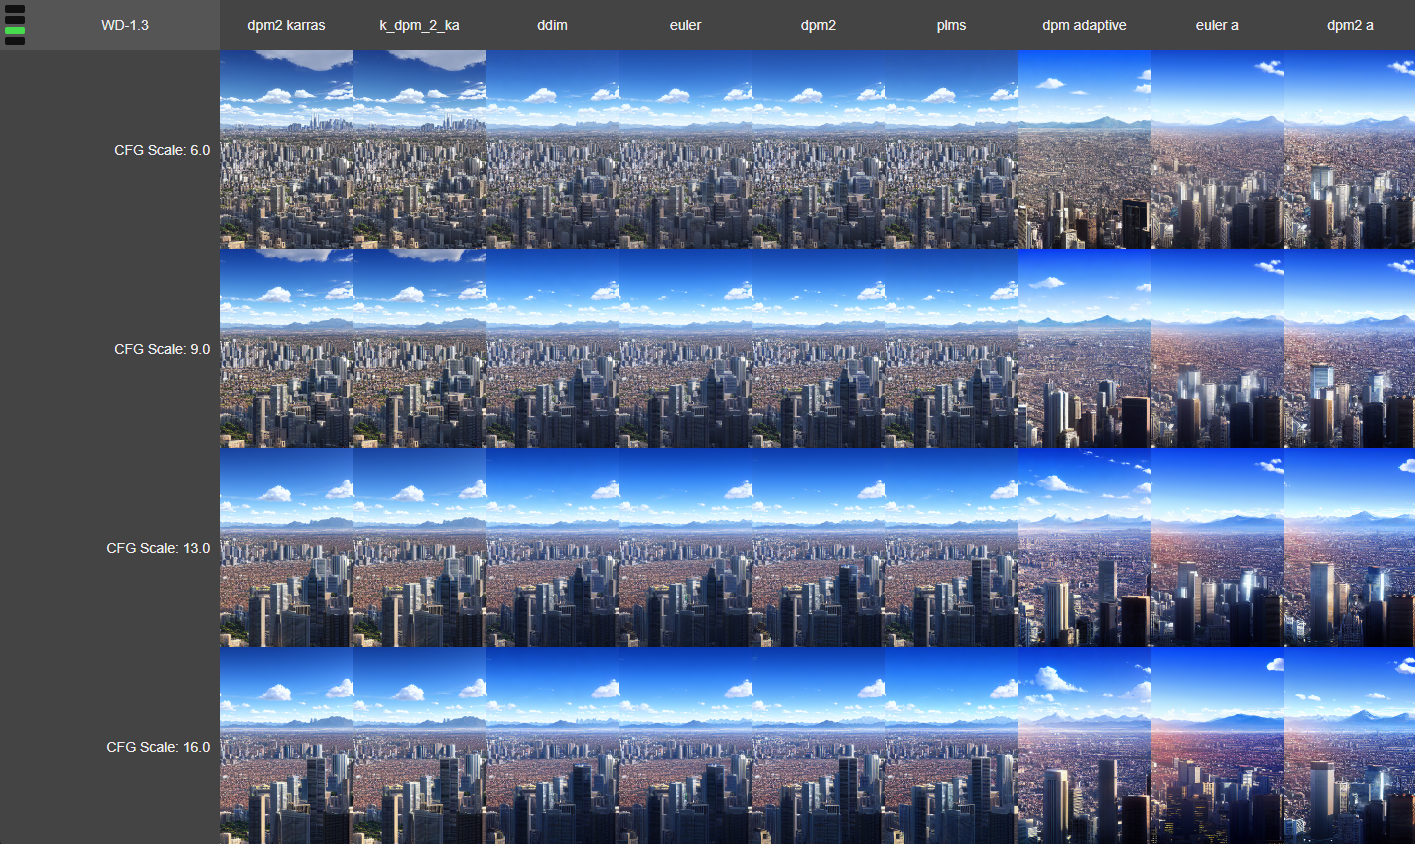 WD-1.3 dpm2 karras k_dpm_2_ka ddim euler dpm2 plms dpm adaptive euler a dpm2 a
CFG Scale: 6.0
CFG Scale: 9.0
CFG Scale: 13.0
CFG Scale: 16.0